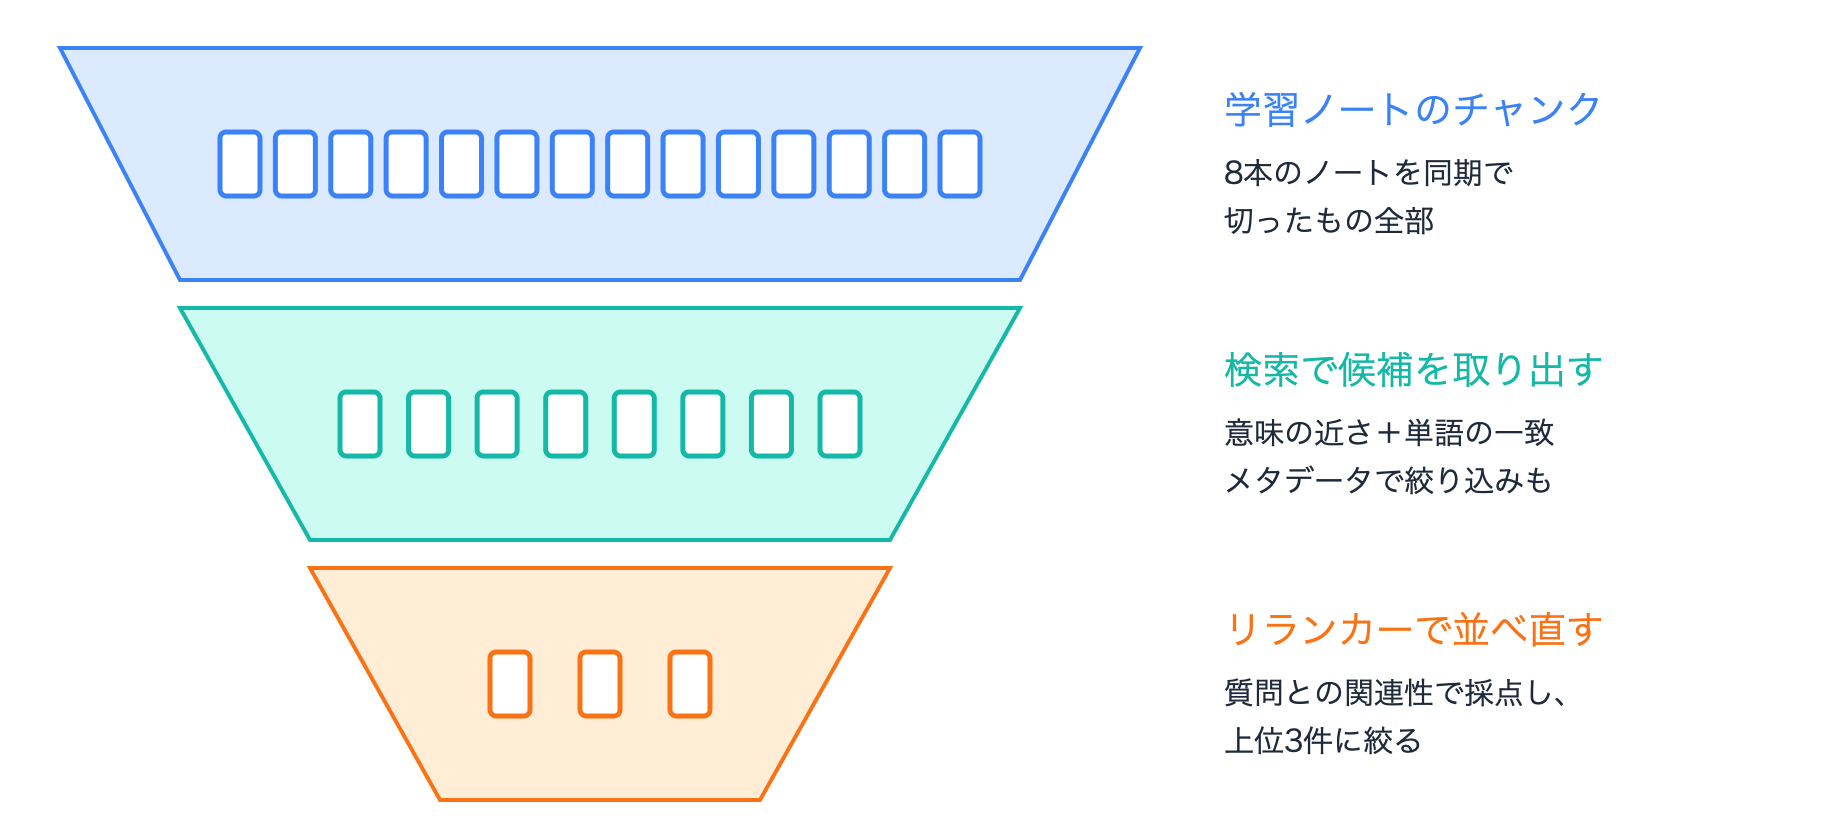 学習ノートのチャンク
8本のノートを同期で
切ったもの全部
検索で候補を取り出す
意味の近さ＋単語の一致
メタデータで絞り込みも
リランカーで並べ直す
質問との関連性で採点し、
上位3件に絞る